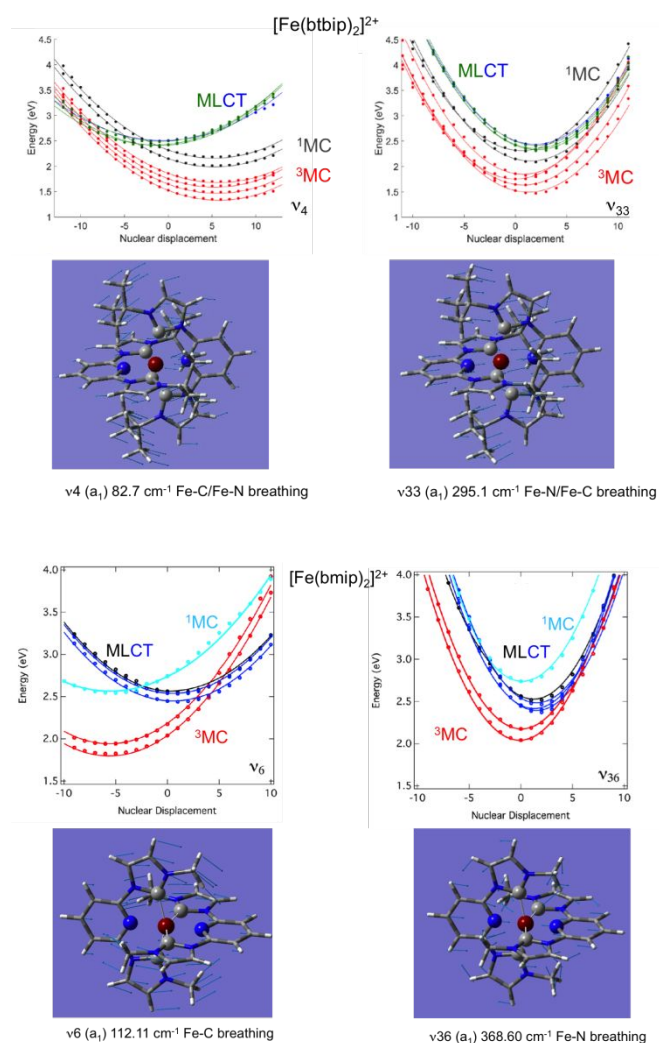 [Fe(btbip)₂]²⁺
4.5
4
3.5
3
2.5
2
1.5
1
Energy (eV)
MLCT
¹MC
³MC
ν₄
-10
-5
0
5
10
Nuclear displacement
4.5
4
3.5
3
2.5
2
1.5
1
Energy (eV)
MLCT
¹MC
³MC
ν₃₃
-10
-5
0
5
10
Nuclear displacement
ν4 (a₁) 82.7 cm⁻¹ Fe-C/Fe-N breathing
ν33 (a₁) 295.1 cm⁻¹ Fe-N/Fe-C breathing
[Fe(bmip)₂]²⁺
4.0
3.5
3.0
2.5
2.0
1.5
Energy (eV)
¹MC
MLCT
³MC
ν₆
-10
-5
0
5
10
Nuclear Displacement
4.0
3.5
3.0
2.5
2.0
1.5
Energy (eV)
¹MC
MLCT
³MC
ν₃₆
-10
-5
0
5
10
Nuclear Displacement
ν6 (a₁) 112.11 cm⁻¹ Fe-C breathing
ν36 (a₁) 368.60 cm⁻¹ Fe-N breathing